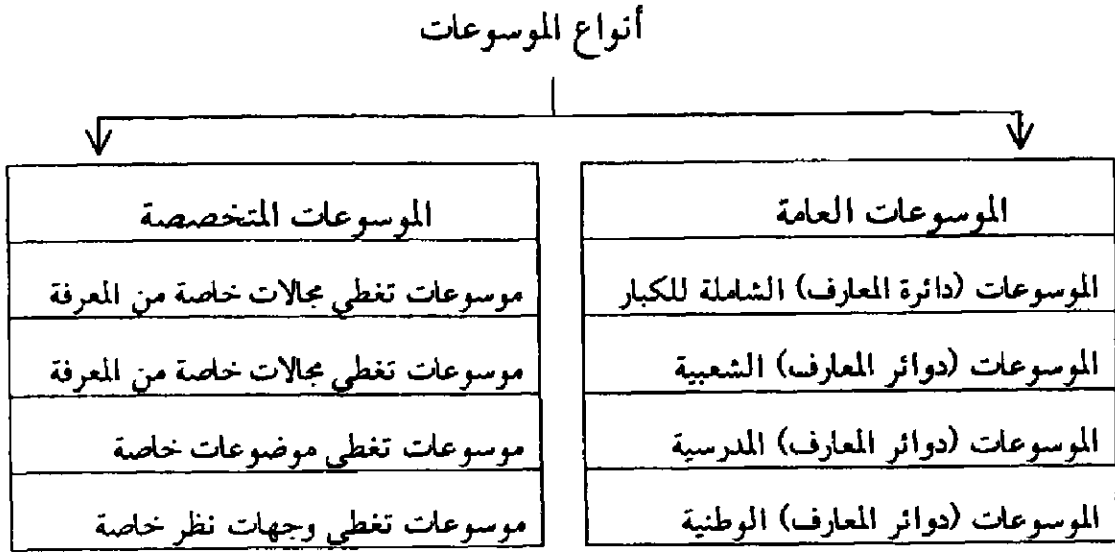 أنواع الموسوعات
الموسوعات العامة
الموسوعات (دائرة المعارف) الشاملة للكبار
الموسوعات (دوائر المعارف) الشعبية
الموسوعات (دوائر المعارف) المدرسية
الموسوعات (دوائر المعارف) الوطنية
الموسوعات المتخصصة
موسوعات تغطي مجالات خاصة من المعرفة
موسوعات تغطي مجالات خاصة من المعرفة
موسوعات تغطي موضوعات خاصة
موسوعات تغطي وجهات نظر خاصة